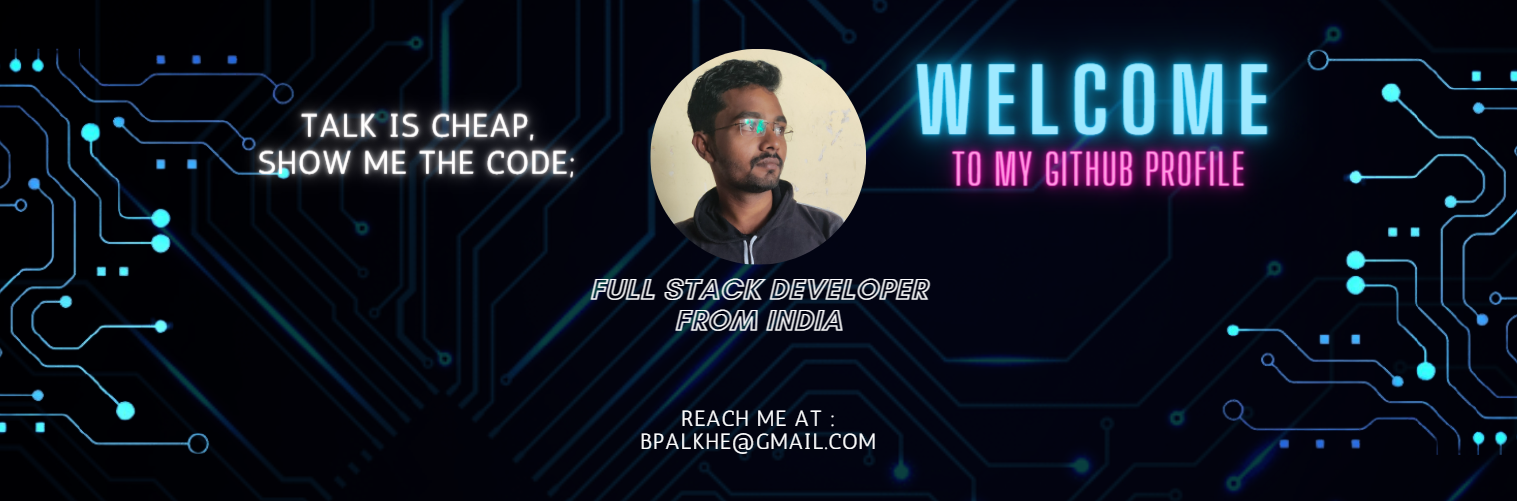 TALK IS CHEAP,
SHOW ME THE CODE;
WELCOME
TO MY GITHUB PROFILE
FULL STACK DEVELOPER
FROM INDIA
REACH ME AT :
BPALKHE@GMAIL.COM